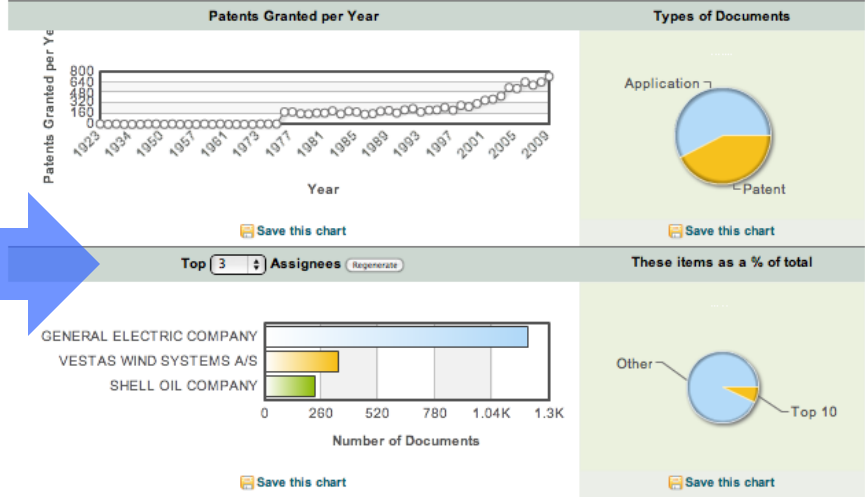 Patents Granted per Year
Types of Documents
Patents Granted per Ye
800
640
480
320
160
0
1923 1934 1950 1957 1961 1973 1977 1981 1985 1989 1993 1997 2001 2005 2009
Year
Application
Patent
Save this chart
Save this chart
Top 3 Assignees Regenerate
These items as a % of total
GENERAL ELECTRIC COMPANY
VESTAS WIND SYSTEMS A/S
SHELL OIL COMPANY
0 260 520 780 1.04K 1.3K
Number of Documents
Other
Top 10
Save this chart
Save this chart